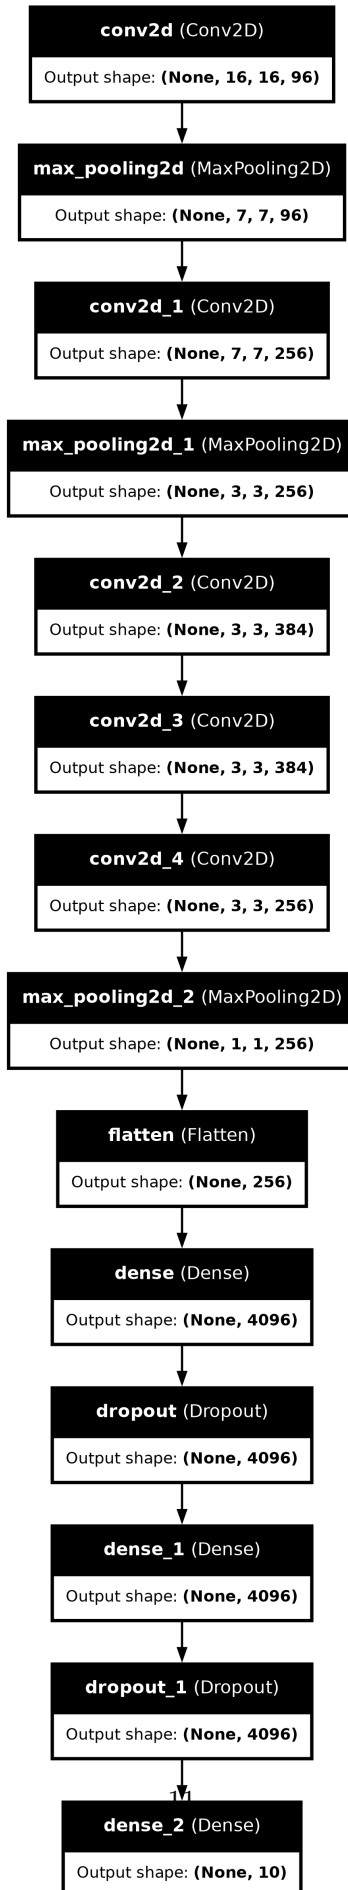 conv2d (Conv2D)
Output shape: (None, 16, 16, 96)
max_pooling2d (MaxPooling2D)
Output shape: (None, 7, 7, 96)
conv2d_1 (Conv2D)
Output shape: (None, 7, 7, 256)
max_pooling2d_1 (MaxPooling2D)
Output shape: (None, 3, 3, 256)
conv2d_2 (Conv2D)
Output shape: (None, 3, 3, 384)
conv2d_3 (Conv2D)
Output shape: (None, 3, 3, 384)
conv2d_4 (Conv2D)
Output shape: (None, 3, 3, 256)
max_pooling2d_2 (MaxPooling2D)
Output shape: (None, 1, 1, 256)
flatten (Flatten)
Output shape: (None, 256)
dense (Dense)
Output shape: (None, 4096)
dropout (Dropout)
Output shape: (None, 4096)
dense_1 (Dense)
Output shape: (None, 4096)
dropout_1 (Dropout)
Output shape: (None, 4096)
11
dense_2 (Dense)
Output shape: (None, 10)